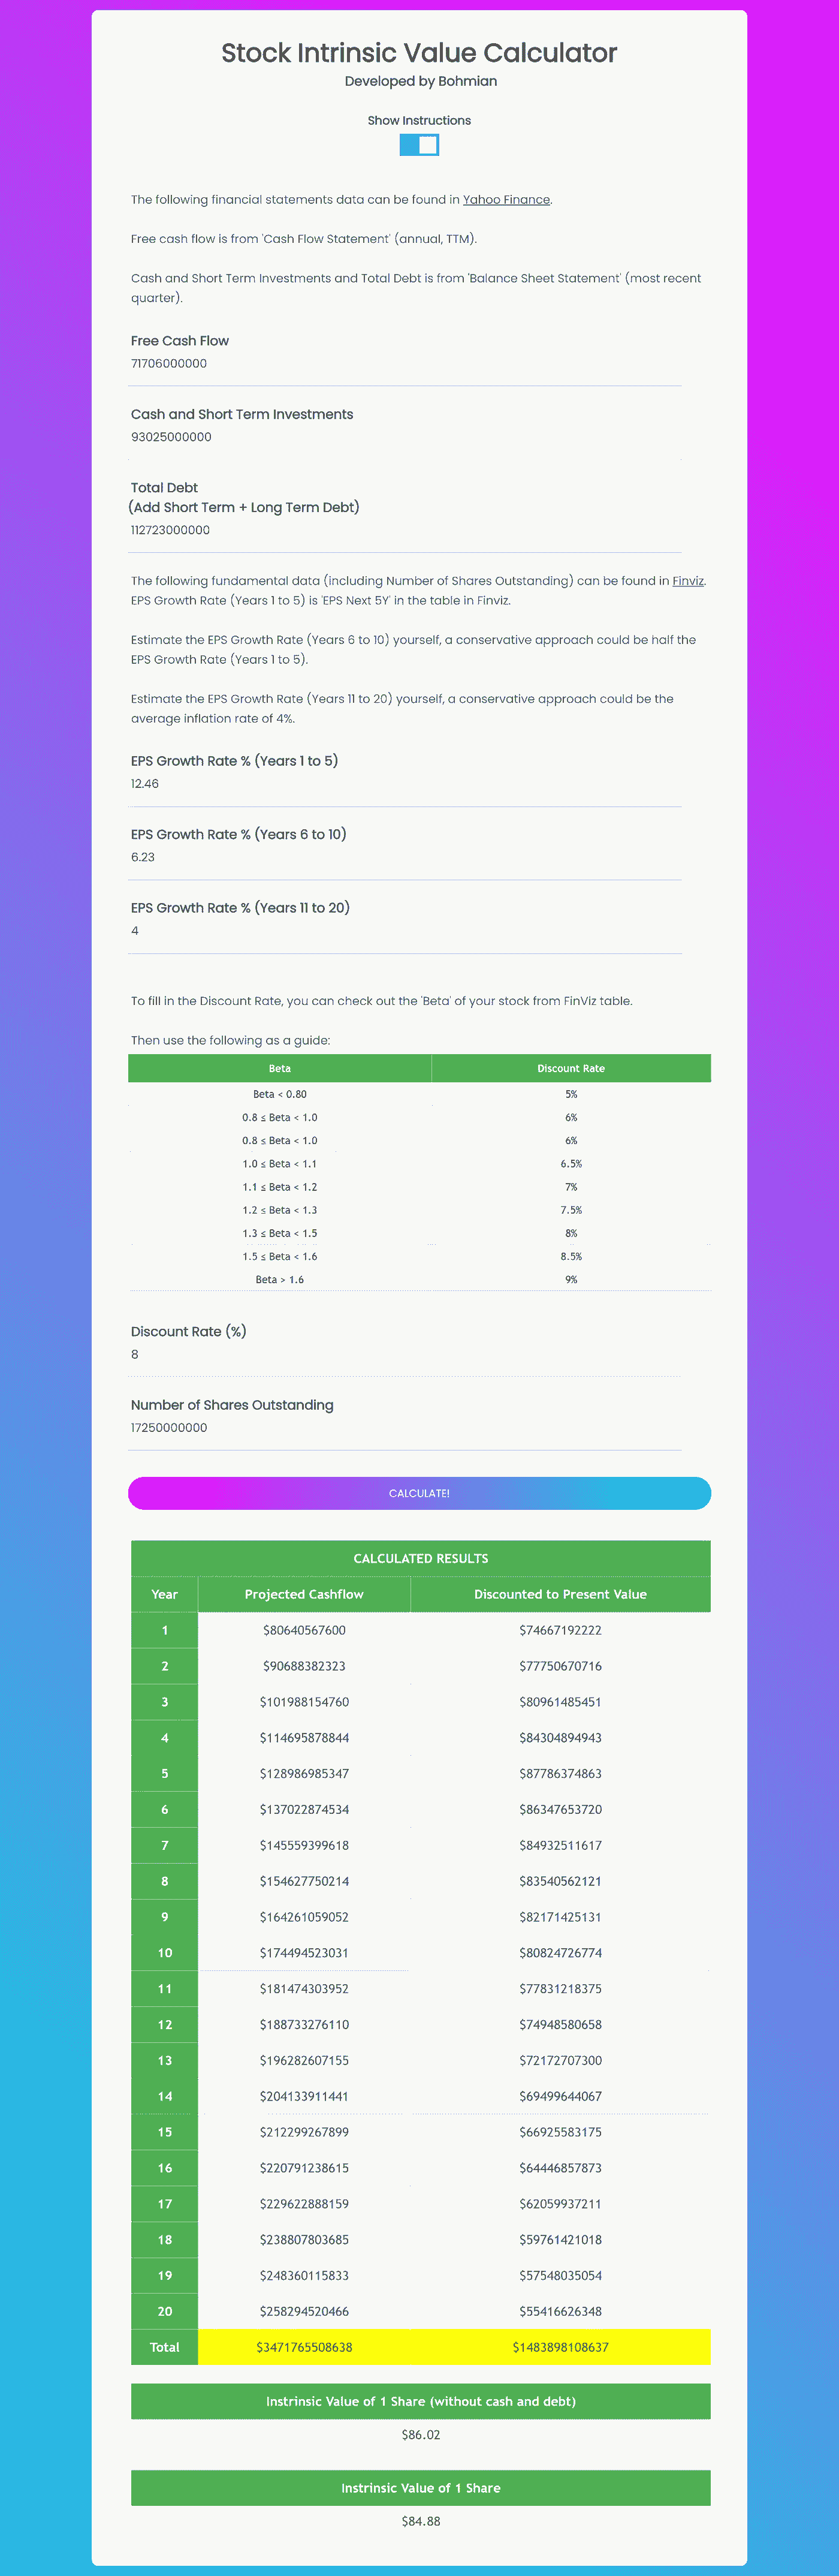 Stock Intrinsic Value Calculator
Developed by Bohmian
Show Instructions
The following financial statements data can be found in Yahoo Finance.
Free cash flow is from 'Cash Flow Statement' (annual, TTM).
Cash and Short Term Investments and Total Debt is from 'Balance Sheet Statement' (most recent
quarter).
Free Cash Flow
71706000000
Cash and Short Term Investments
93025000000
Total Debt
(Add Short Term + Long Term Debt)
112723000000
The following fundamental data (including Number of Shares Outstanding) can be found in Finviz.
EPS Growth Rate (Years 1 to 5) is 'EPS Next 5Y' in the table in Finviz.
Estimate the EPS Growth Rate (Years 6 to 10) yourself, a conservative approach could be half the
EPS Growth Rate (Years 1 to 5).
Estimate the EPS Growth Rate (Years 11 to 20) yourself, a conservative approach could be the
average inflation rate of 4%.
EPS Growth Rate % (Years 1 to 5)
12.46
EPS Growth Rate % (Years 6 to 10)
6.23
EPS Growth Rate % (Years 11 to 20)
4
To fill in the Discount Rate, you can check out the 'Beta' of your stock from FinViz table.
Then use the following as a guide:
Beta Discount Rate
Beta < 0.80 5%
0.8 ≤ Beta < 1.0 6%
0.8 ≤ Beta < 1.0 6%
1.0 ≤ Beta < 1.1 6.5%
1.1 ≤ Beta < 1.2 7%
1.2 ≤ Beta < 1.3 7.5%
1.3 ≤ Beta < 1.5 8%
1.5 ≤ Beta < 1.6 8.5%
Beta > 1.6 9%
Discount Rate (%)
8
Number of Shares Outstanding
17250000000
CALCULATE!
CALCULATED RESULTS
Year Projected Cashflow Discounted to Present Value
1 $80640567600 $74667192222
2 $90688382323 $77750670716
3 $101988154760 $80961485451
4 $114695878844 $84304894943
5 $128986985347 $87786374863
6 $137022874534 $86347653720
7 $145559399618 $84932511617
8 $154627750214 $83540562121
9 $164261059052 $82171425131
10 $174494523031 $80824726774
11 $181474303952 $77831218375
12 $188733276110 $74948580658
13 $196282607155 $72172707300
14 $204133911441 $69499644067
15 $212299267899 $66925583175
16 $220791238615 $64446857873
17 $229622888159 $62059937211
18 $238807803685 $59761421018
19 $248360115833 $57548035054
20 $258294520466 $55416626348
Total $3471765508638 $1483898108637
Instrinsic Value of 1 Share (without cash and debt)
$86.02
Instrinsic Value of 1 Share
$84.88